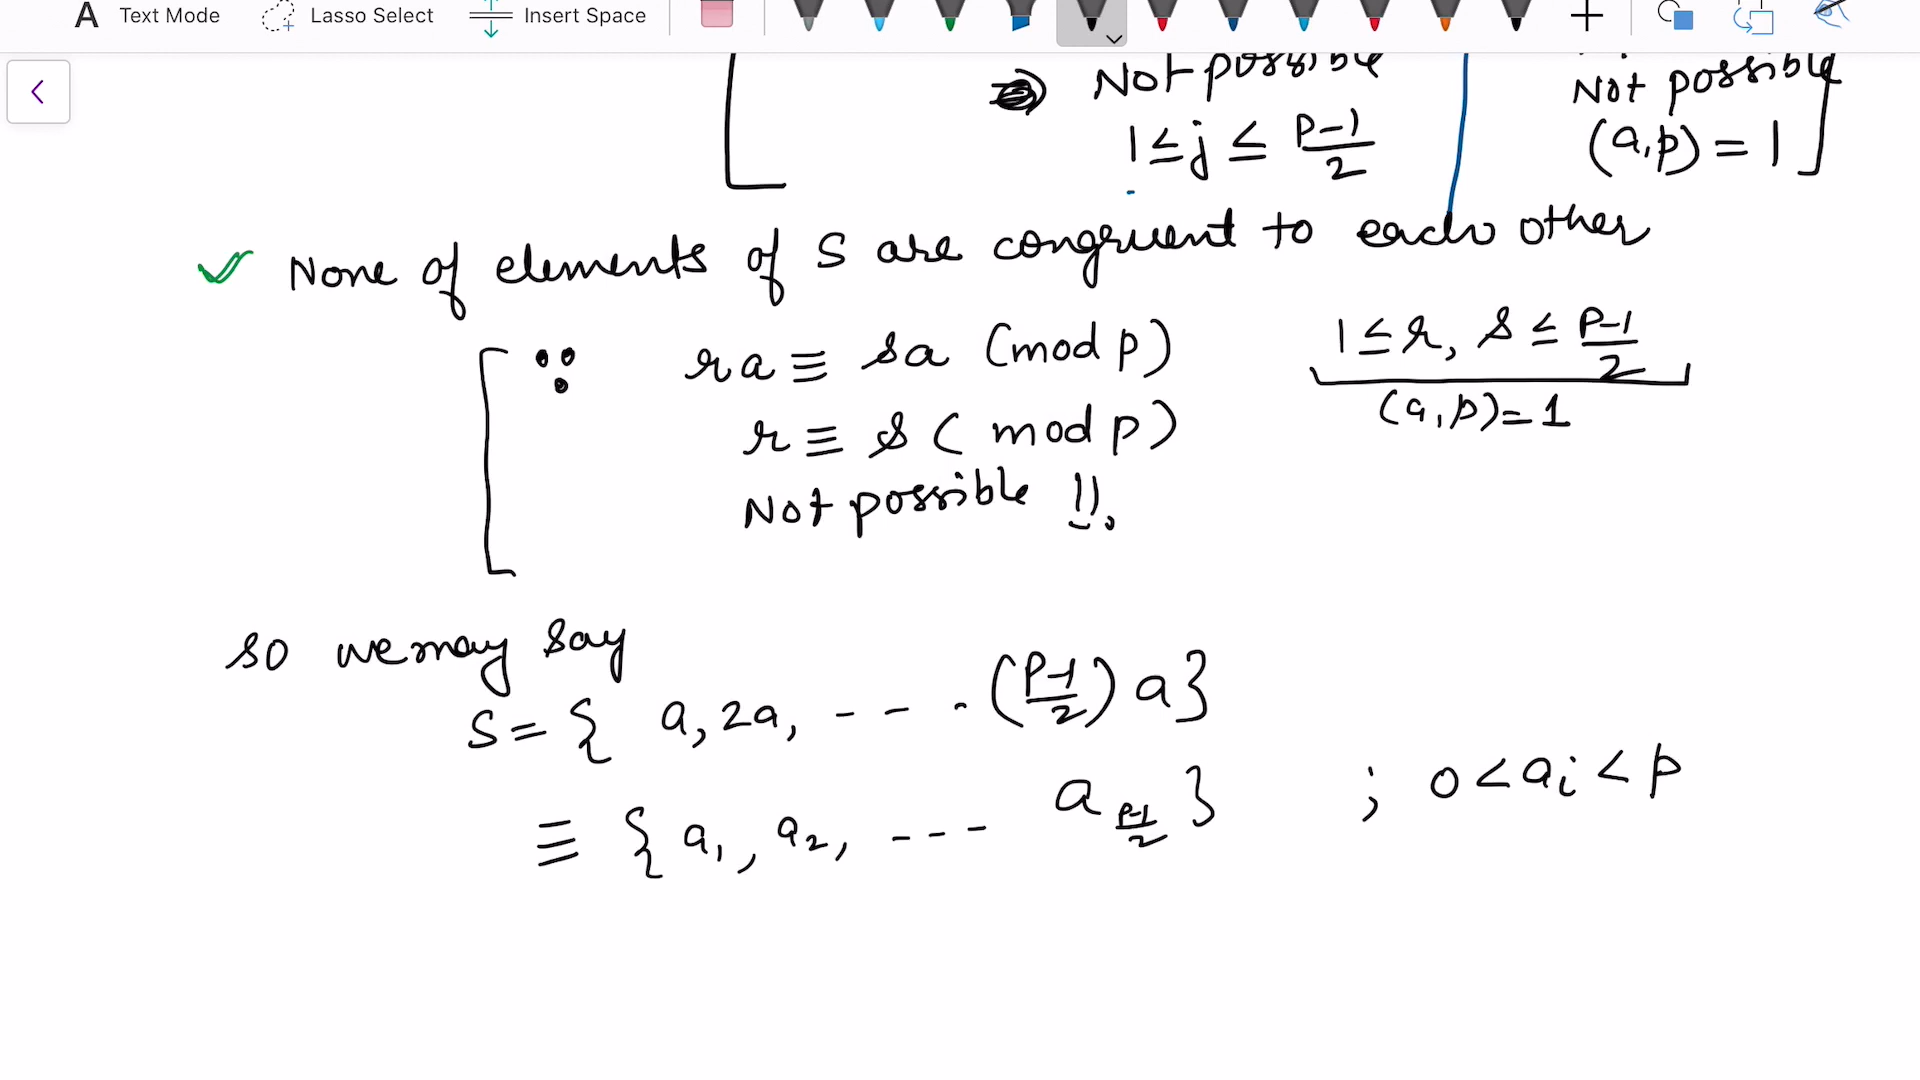 A Text Mode Lasso Select Insert Space
Not possible
Not possible
1 ≤ j ≤ (p-1)/2
(a,p) = 1
None of elements of S are congruent to each other
∵ ra ≡ sa (mod p)
1 ≤ r, s ≤ (p-1)/2
(a,p)=1
r ≡ s (mod p)
Not possible !!.
so we may say
S = { a, 2a, - - - . ((p-1)/2) a}
≡ { a₁, a₂, - - - a_{(p-1)/2} } ; 0 < aᵢ < p